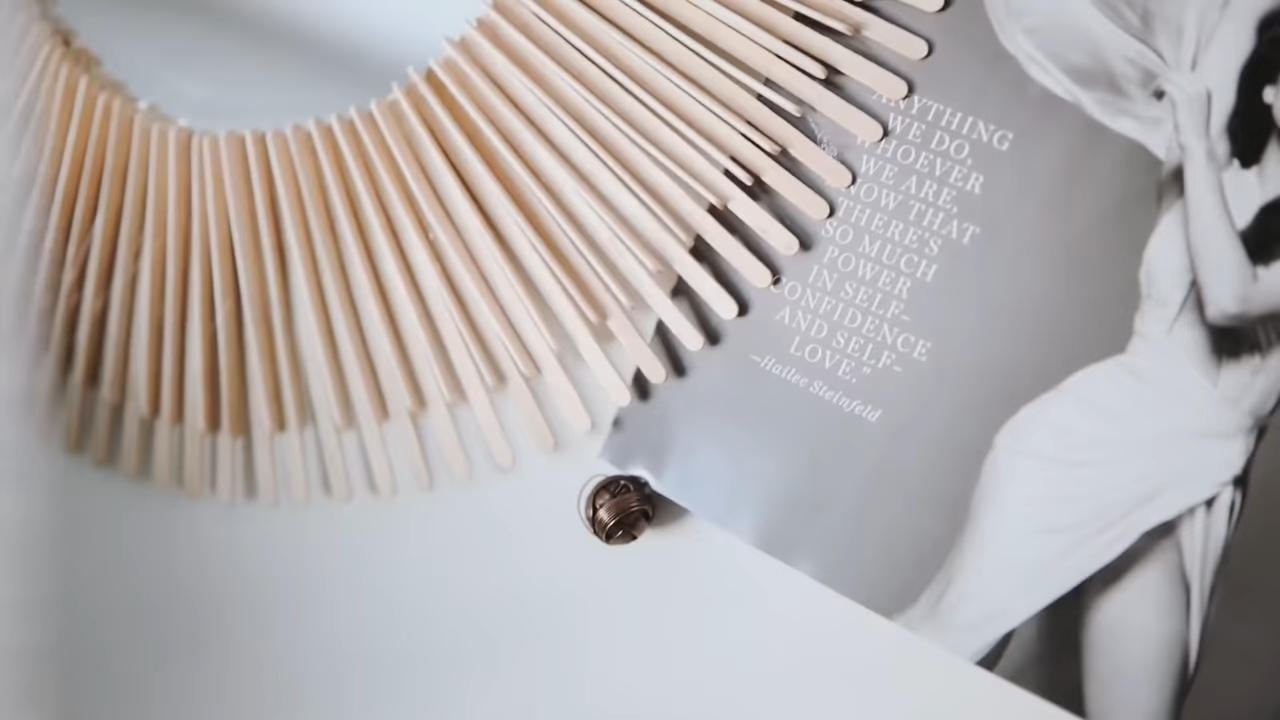 ANYTHING
WE DO,
WHOEVER
WE ARE,
NOW THAT
THERE'S
SO MUCH
POWER
IN SELF-
CONFIDENCE
AND SELF-
LOVE."
—Hailee Steinfeld